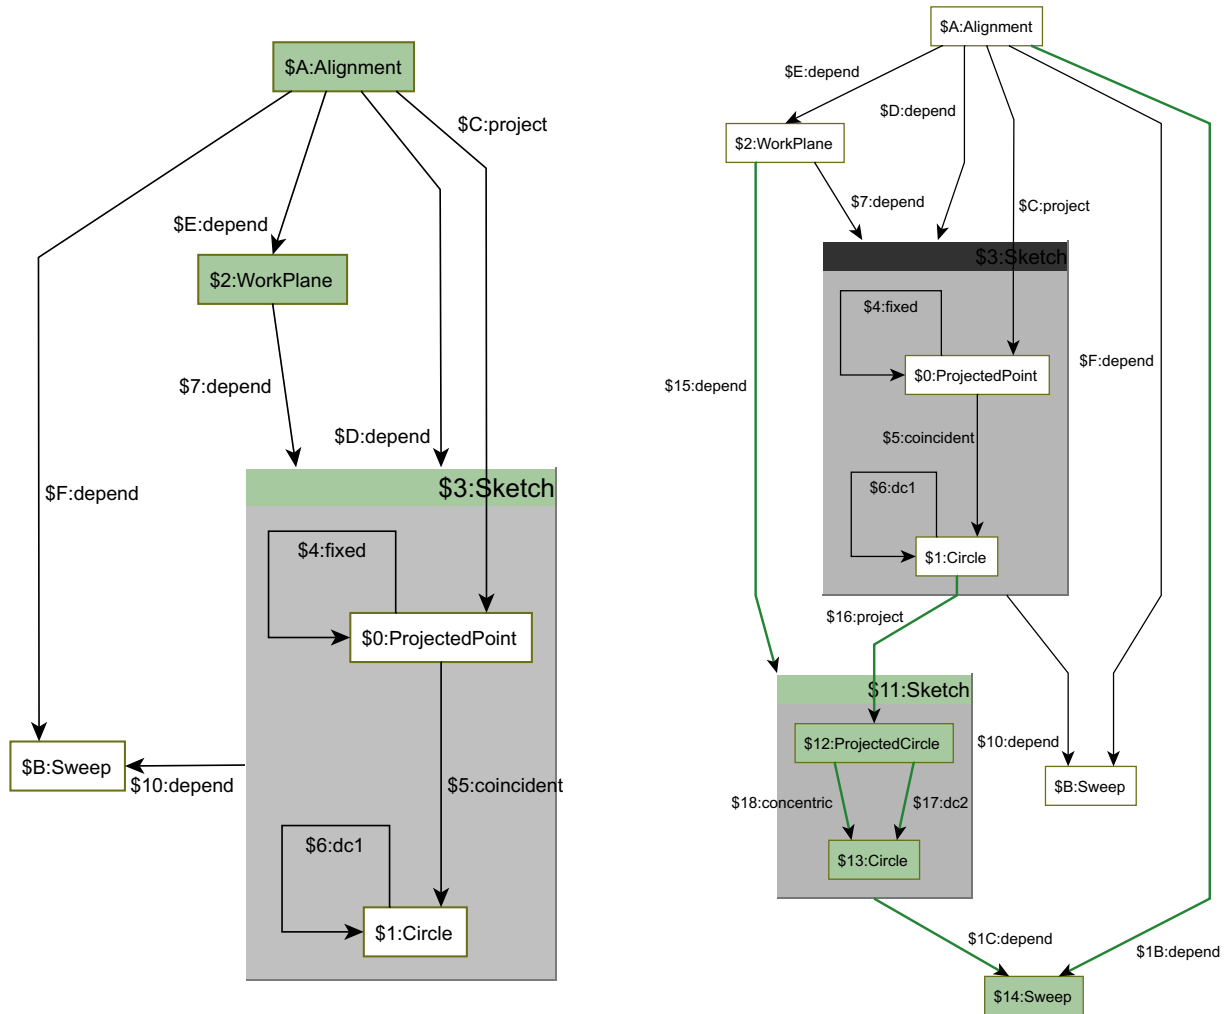 $A:Alignment
$C:project
$E:depend
$2:WorkPlane
$7:depend
$D:depend
$3:Sketch
$F:depend
$4:fixed
$0:ProjectedPoint
$B:Sweep
$10:depend
$5:coincident
$6:dc1
$1:Circle
$A:Alignment
$E:depend
$D:depend
$2:WorkPlane
$7:depend
$C:project
$3:Sketch
$4:fixed
$F:depend
$0:ProjectedPoint
$15:depend
$5:coincident
$6:dc1
$1:Circle
$16:project
$11:Sketch
$12:ProjectedCircle
$10:depend
$B:Sweep
$18:concentric
$17:dc2
$13:Circle
$1C:depend
$1B:depend
$14:Sweep